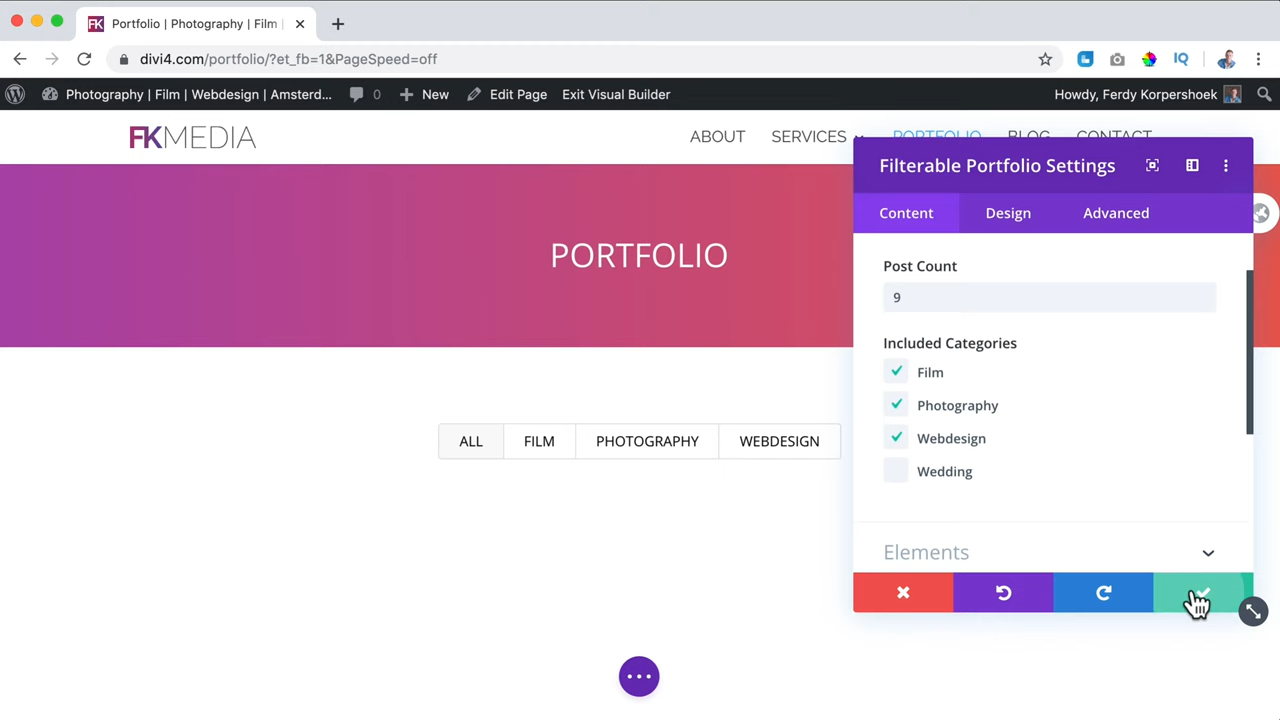 FK Portfolio | Photography | Film |
divi4.com/portfolio/?et_fb=1&PageSpeed=off
IQ
Photography | Film | Webdesign | Amsterd... 0 New Edit Page Exit Visual Builder Howdy, Ferdy Korpershoek
FKMEDIA ABOUT SERVICES PORTFOLIO BLOG CONTACT
Filterable Portfolio Settings
Content Design Advanced
PORTFOLIO
Post Count
9
Included Categories
Film
Photography
Webdesign
Wedding
ALL FILM PHOTOGRAPHY WEBDESIGN
Elements